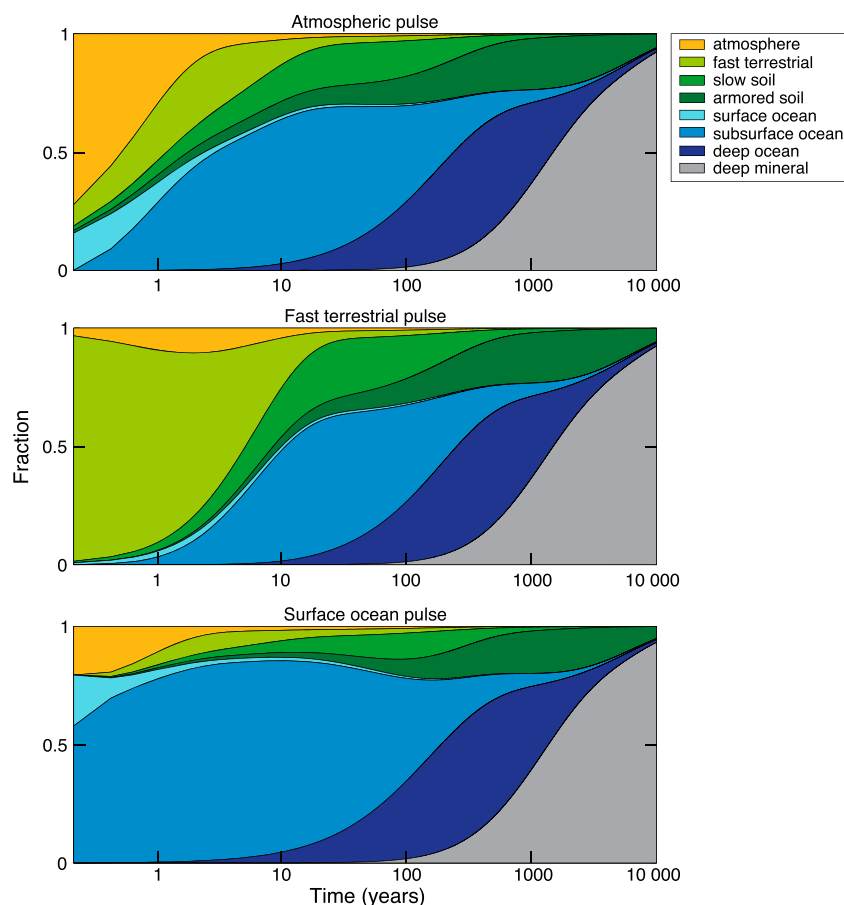 Atmospheric pulse
1
0.5
0
1 10 100 1000 10 000
atmosphere
fast terrestrial
slow soil
armored soil
surface ocean
subsurface ocean
deep ocean
deep mineral
Fast terrestrial pulse
1
0.5
0
1 10 100 1000 10 000
Fraction
Surface ocean pulse
1
0.5
0
1 10 100 1000 10 000
Time (years)